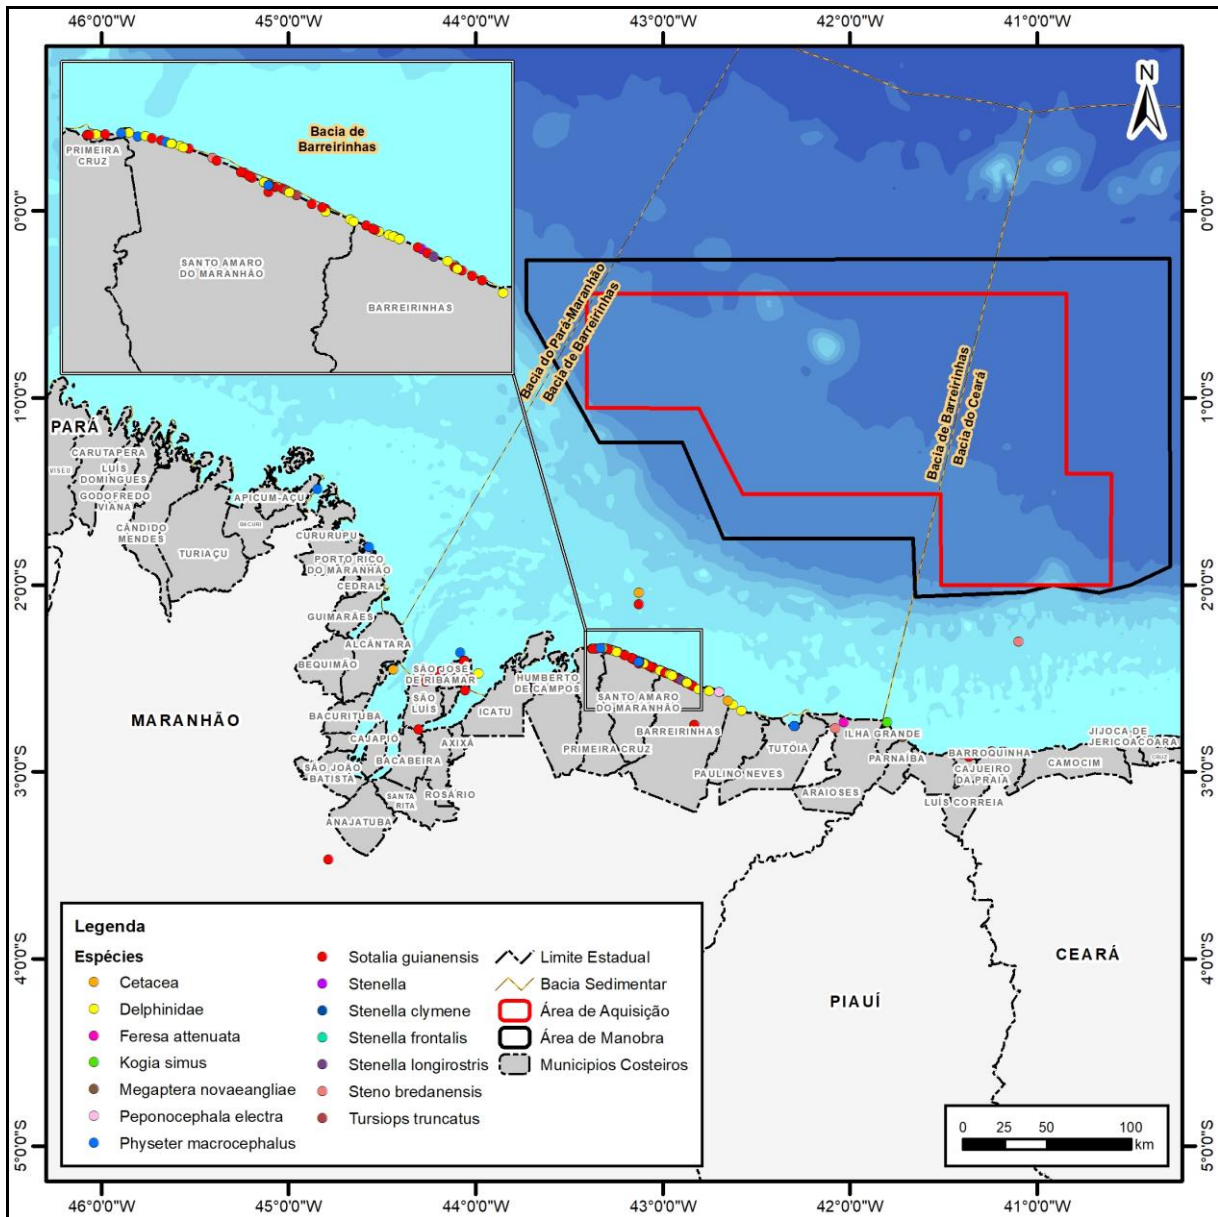 46°0'0"W
45°0'0"W
44°0'0"W
43°0'0"W
42°0'0"W
41°0'0"W
N
Bacia de
Barreirinhas
PRIMEIRA
CRUZ
SANTO AMARO
DO MARANHÃO
BARREIRINHAS
0°0'0"
0°0'0"
Bacia do Pará-Maranhão
Bacia de Barreirinhas
Bacia de Barreirinhas
Bacia do Ceará
1°0'0"S
1°0'0"S
PARÁ
VISEU
CARUTAPERA
LUÍS
DOMINGUES
GODOFREDO
VIANA
CÂNDIDO
MENDES
TURIAÇU
APICUM-AÇU
BACURI
CURURUPU
PORTO RICO
DO MARANHÃO
CEDRAL
2°0'0"S
2°0'0"S
GUIMARÃES
ALCÂNTARA
BEQUIMÃO
SÃO JOSÉ
DE RIBAMAR
SÃO
LUÍS
HUMBERTO
DE CAMPOS
ICATU
SANTO AMARO
DO MARANHÃO
BARREIRINHAS
PRIMEIRA CRUZ
MARANHÃO
BACURITUBA
CAJAPIÓ
AXIXÁ
BACABEIRA
SÃO JOÃO
BATISTA
SANTA
RITA
ROSÁRIO
ANAJATUBA
PAULINO NEVES
TUTÓIA
ARAIOSES
ILHA GRANDE
PARNAÍBA
BARROQUINHA
CAJUEIRO
DA PRAIA
LUÍS CORREIA
CAMOCIM
JIJOCA DE
JERICOACOARA
CRUZ
3°0'0"S
3°0'0"S
4°0'0"S
4°0'0"S
5°0'0"S
5°0'0"S
PIAUÍ
CEARÁ
Legenda
Espécies
Cetacea
Delphinidae
Feresa attenuata
Kogia simus
Megaptera novaeangliae
Peponocephala electra
Physeter macrocephalus
Sotalia guianensis
Stenella
Stenella clymene
Stenella frontalis
Stenella longirostris
Steno bredanensis
Tursiops truncatus
Limite Estadual
Bacia Sedimentar
Área de Aquisição
Área de Manobra
Municipios Costeiros
0 25 50 100
km
46°0'0"W
45°0'0"W
44°0'0"W
43°0'0"W
42°0'0"W
41°0'0"W